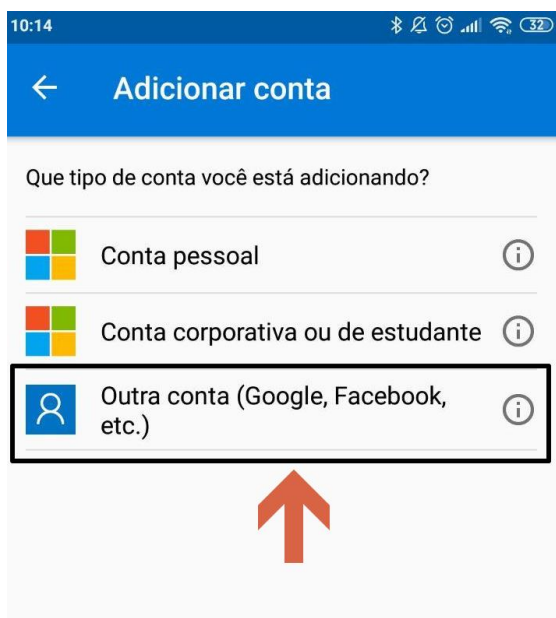 10:14
32
Adicionar conta
Que tipo de conta você está adicionando?
Conta pessoal
Conta corporativa ou de estudante
Outra conta (Google, Facebook,
etc.)